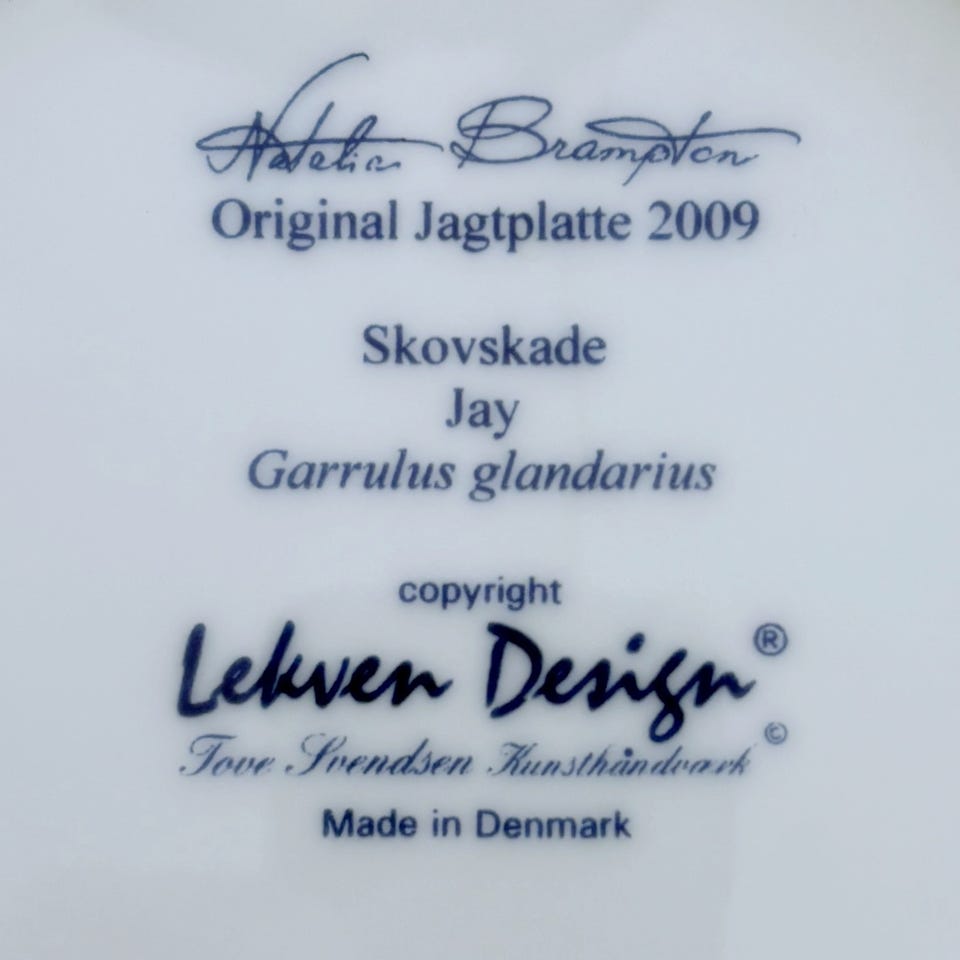 Natalia Brampton
Original Jagtplatte 2009
Skovskade
Jay
Garrulus glandarius
copyright
Lekven Design®
Tove Svendsen Kunsthåndværk©
Made in Denmark